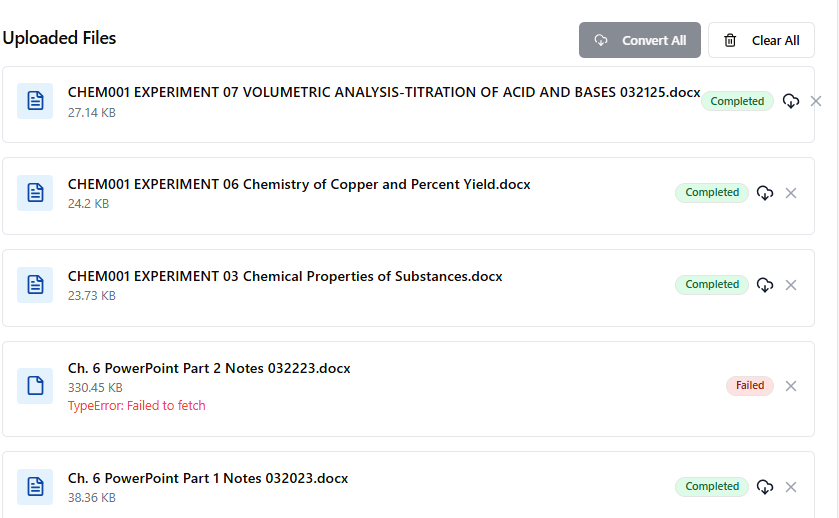 Uploaded Files
Convert All
Clear All
CHEM001 EXPERIMENT 07 VOLUMETRIC ANALYSIS-TITRATION OF ACID AND BASES 032125.docx
27.14 KB
Completed
CHEM001 EXPERIMENT 06 Chemistry of Copper and Percent Yield.docx
24.2 KB
Completed
CHEM001 EXPERIMENT 03 Chemical Properties of Substances.docx
23.73 KB
Completed
Ch. 6 PowerPoint Part 2 Notes 032223.docx
330.45 KB
TypeError: Failed to fetch
Failed
Ch. 6 PowerPoint Part 1 Notes 032023.docx
38.36 KB
Completed